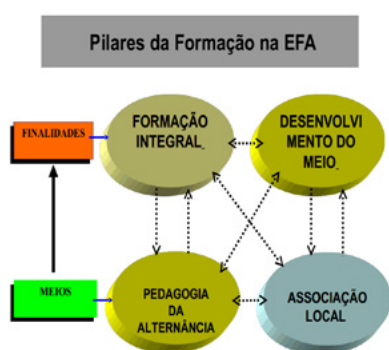 Pilares da Formação na EFA
FINALIDADES
FORMAÇÃO
INTEGRAL
DESENVOLVI
MENTO DO
MEIO
MEIOS
PEDAGOGIA
DA
ALTERNÂNCIA
ASSOCIAÇÃO
LOCAL